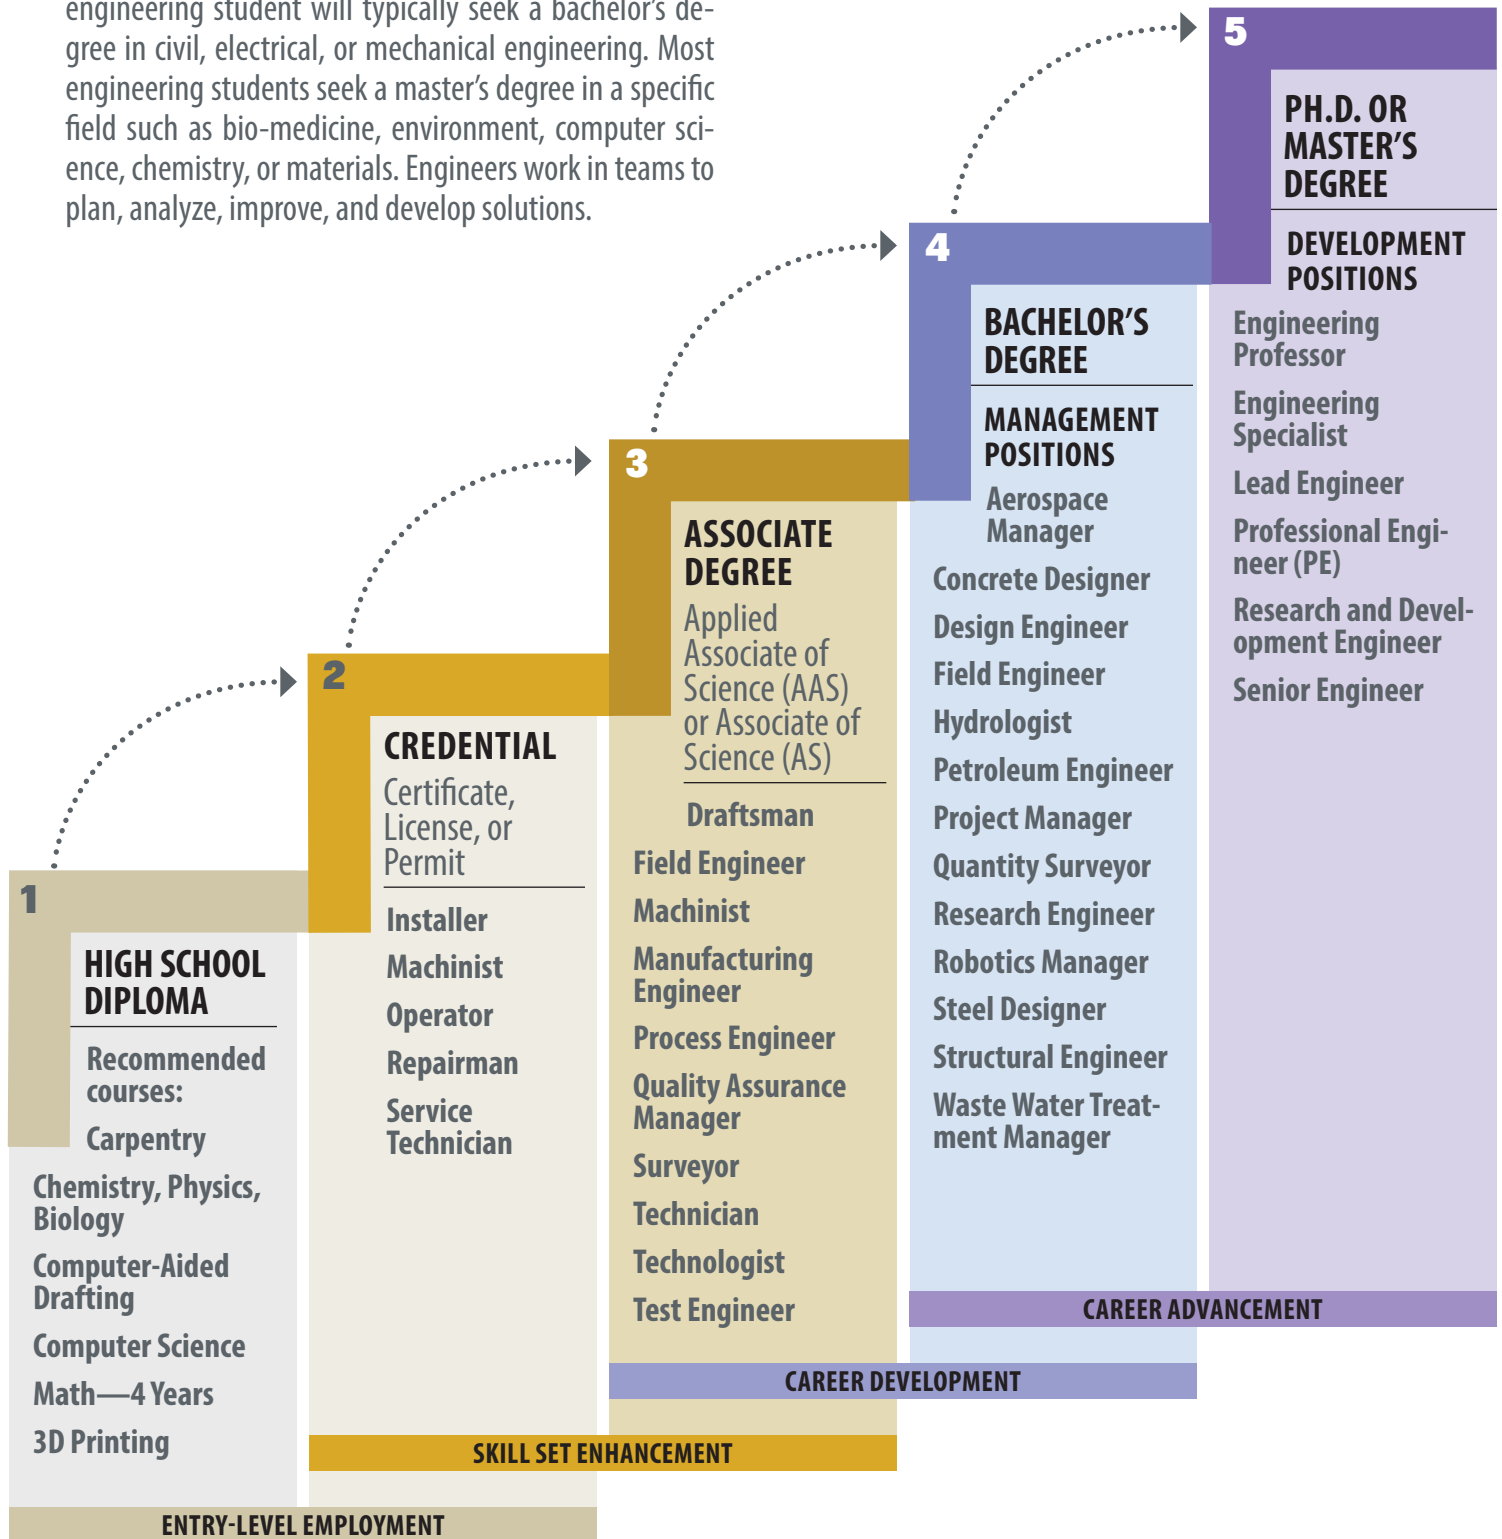 engineering student will typically seek a bachelor's de-
gree in civil, electrical, or mechanical engineering. Most
engineering students seek a master's degree in a specific
field such as bio-medicine, environment, computer sci-
ence, chemistry, or materials. Engineers work in teams to
plan, analyze, improve, and develop solutions.
1
HIGH SCHOOL
DIPLOMA
Recommended
courses:
Carpentry
Chemistry, Physics,
Biology
Computer-Aided
Drafting
Computer Science
Math—4 Years
3D Printing
2
CREDENTIAL
Certificate,
License, or
Permit
Installer
Machinist
Operator
Repairman
Service
Technician
3
ASSOCIATE
DEGREE
Applied
Associate of
Science (AAS)
or Associate of
Science (AS)
Draftsman
Field Engineer
Machinist
Manufacturing
Engineer
Process Engineer
Quality Assurance
Manager
Surveyor
Technician
Technologist
Test Engineer
4
BACHELOR'S
DEGREE
MANAGEMENT
POSITIONS
Aerospace
Manager
Concrete Designer
Design Engineer
Field Engineer
Hydrologist
Petroleum Engineer
Project Manager
Quantity Surveyor
Research Engineer
Robotics Manager
Steel Designer
Structural Engineer
Waste Water Treat-
ment Manager
5
PH.D. OR
MASTER'S
DEGREE
DEVELOPMENT
POSITIONS
Engineering
Professor
Engineering
Specialist
Lead Engineer
Professional Engi-
neer (PE)
Research and Devel-
opment Engineer
Senior Engineer
CAREER ADVANCEMENT
CAREER DEVELOPMENT
SKILL SET ENHANCEMENT
ENTRY-LEVEL EMPLOYMENT